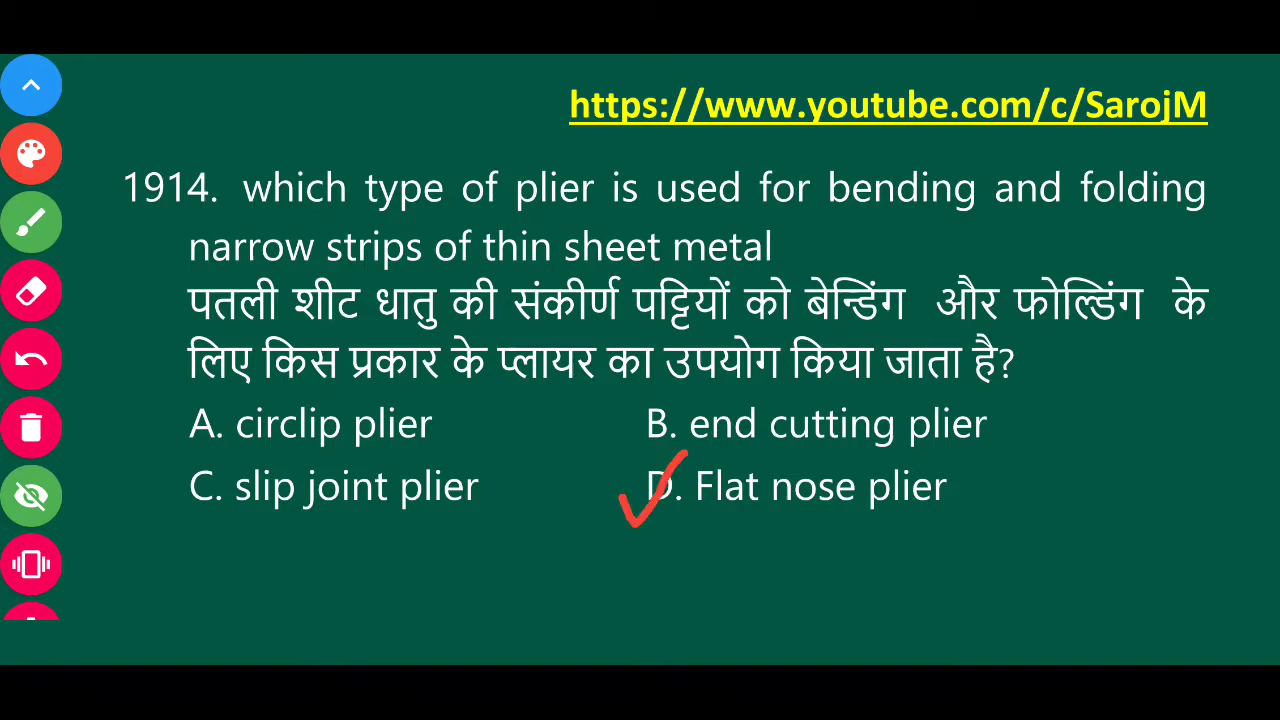 https://www.youtube.com/c/SarojM
1914. which type of plier is used for bending and folding
narrow strips of thin sheet metal
पतली शीट धातु की संकीर्ण पट्टियों को बेन्डिंग और फोल्डिंग के
लिए किस प्रकार के प्लायर का उपयोग किया जाता है?
A. circlip plier B. end cutting plier
C. slip joint plier D. Flat nose plier